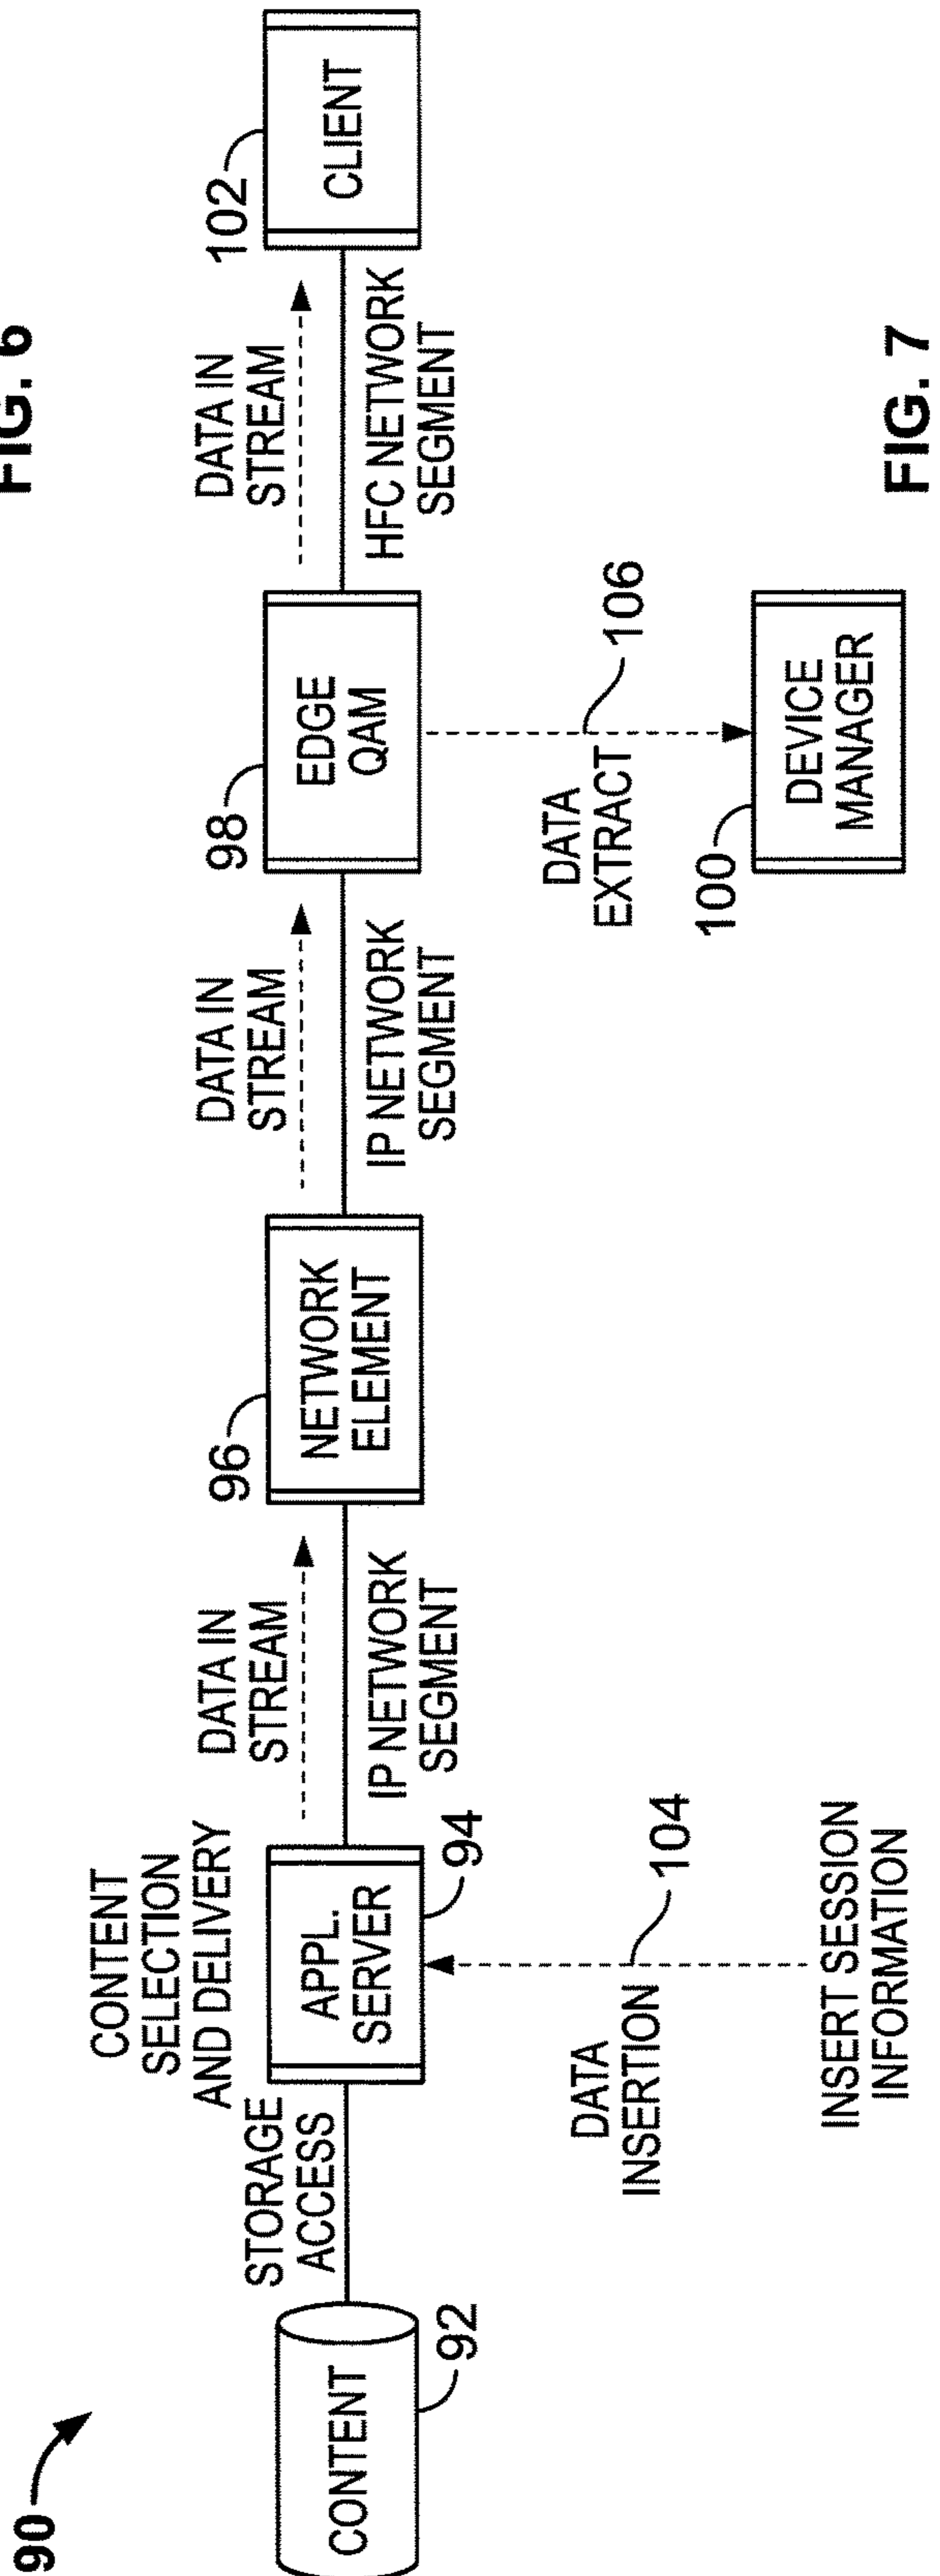 FIG. 6
90
CONTENT
92
STORAGE
ACCESS
CONTENT
SELECTION
AND DELIVERY
APPL.
SERVER
94
DATA
INSERTION
104
INSERT SESSION
INFORMATION
DATA IN
STREAM
IP NETWORK
SEGMENT
96
NETWORK
ELEMENT
DATA IN
STREAM
IP NETWORK
SEGMENT
98
EDGE
QAM
DATA
EXTRACT
106
100
DEVICE
MANAGER
DATA IN
STREAM
HFC NETWORK
SEGMENT
102
CLIENT
FIG. 7